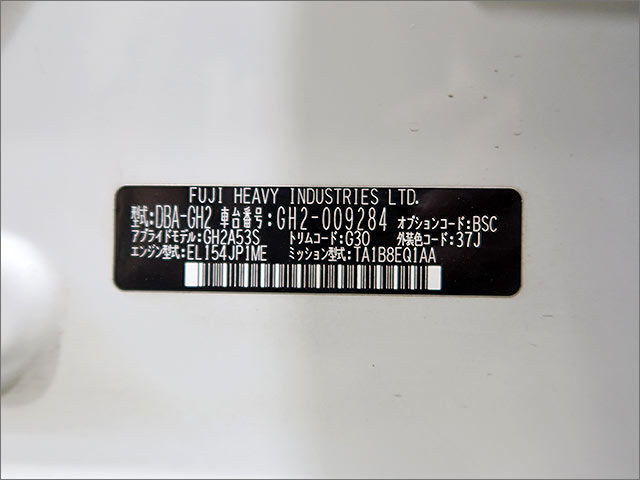 FUJI HEAVY INDUSTRIES LTD.
型式:DBA-GH2 車台番号:GH2-009284 オプションコード:BSC
アプライドモデル:GH2A53S トリムコード:G30 外装色コード:37J
エンジン型式:EL154JP1ME ミッション型式:TA1B8EQ1AA